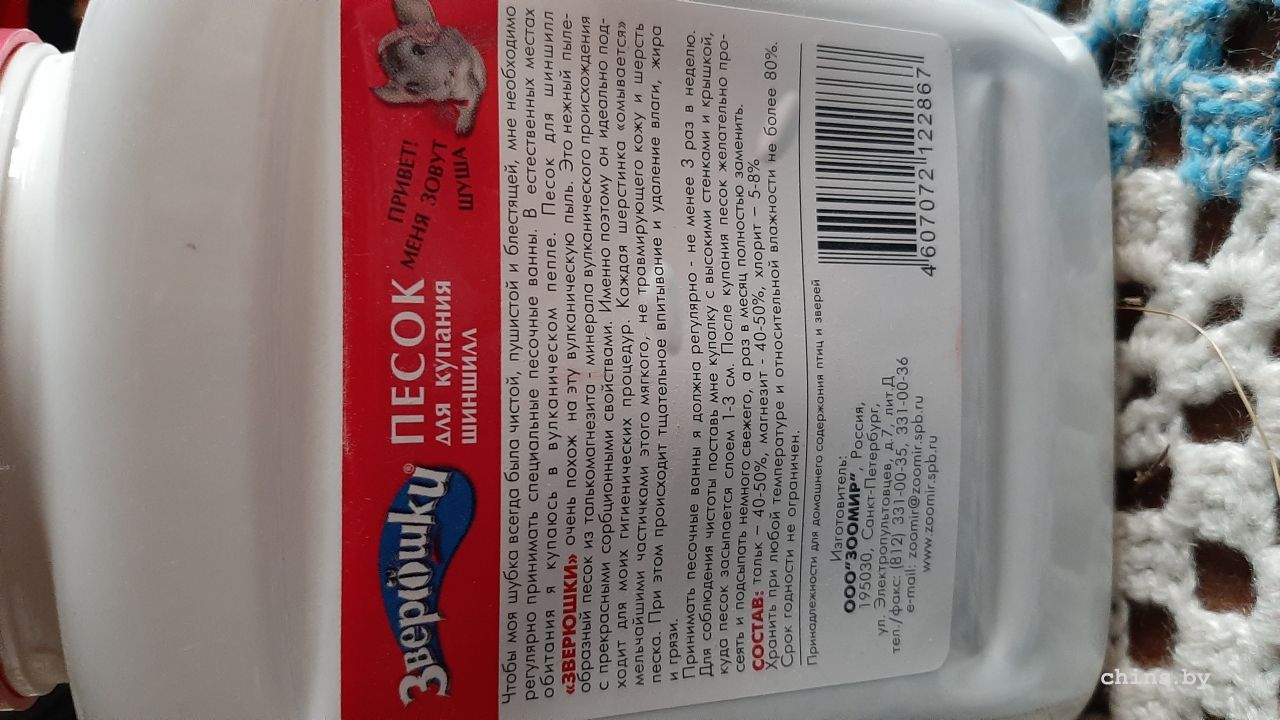 Зверюшки®
ПЕСОК
для купания
шиншилл
ПРИВЕТ!
МЕНЯ ЗОВУТ
ШУША
Чтобы моя шубка всегда была чистой, пушистой и блестящей, мне необходимо
регулярно принимать специальные песочные ванны. В естественных местах
обитания я купаюсь в вулканическом пепле. Песок для шиншилл
«ЗВЕРЮШКИ» очень похож на эту вулканическую пыль. Это нежный пыле-
образный песок из талькомагнезита - минерала вулканического происхождения
с прекрасными сорбционными свойствами. Именно поэтому он идеально под-
ходит для моих гигиенических процедур. Каждая шерстинка «омывается»
мельчайшими частичками этого мягкого, не травмирующего кожу и шерсть
песка. При этом происходит тщательное впитывание и удаление влаги, жира
и грязи.
Принимать песочные ванны я должна регулярно - не менее 3 раз в неделю.
Для соблюдения чистоты поставь мне купалку с высокими стенками и крышкой,
куда песок засыпается слоем 1-3 см. После купания песок желательно про-
сеять и подсыпать немного свежего, а раз в месяц полностью заменить.
СОСТАВ: тальк – 40-50%, магнезит - 40-50%, хлорит – 5-8%
Хранить при любой температуре и относительной влажности не более 80%.
Срок годности не ограничен.
Принадлежности для домашнего содержания птиц и зверей
Изготовитель:
ООО"ЗООМИР", Россия,
195030, Санкт-Петербург,
ул. Электропультовцев, д.7, лит.Д
тел./факс: (812) 331-00-35, 331-00-36
e-mail: zoomir@zoomir.spb.ru
www.zoomir.spb.ru
4 607072 122867
chins.by